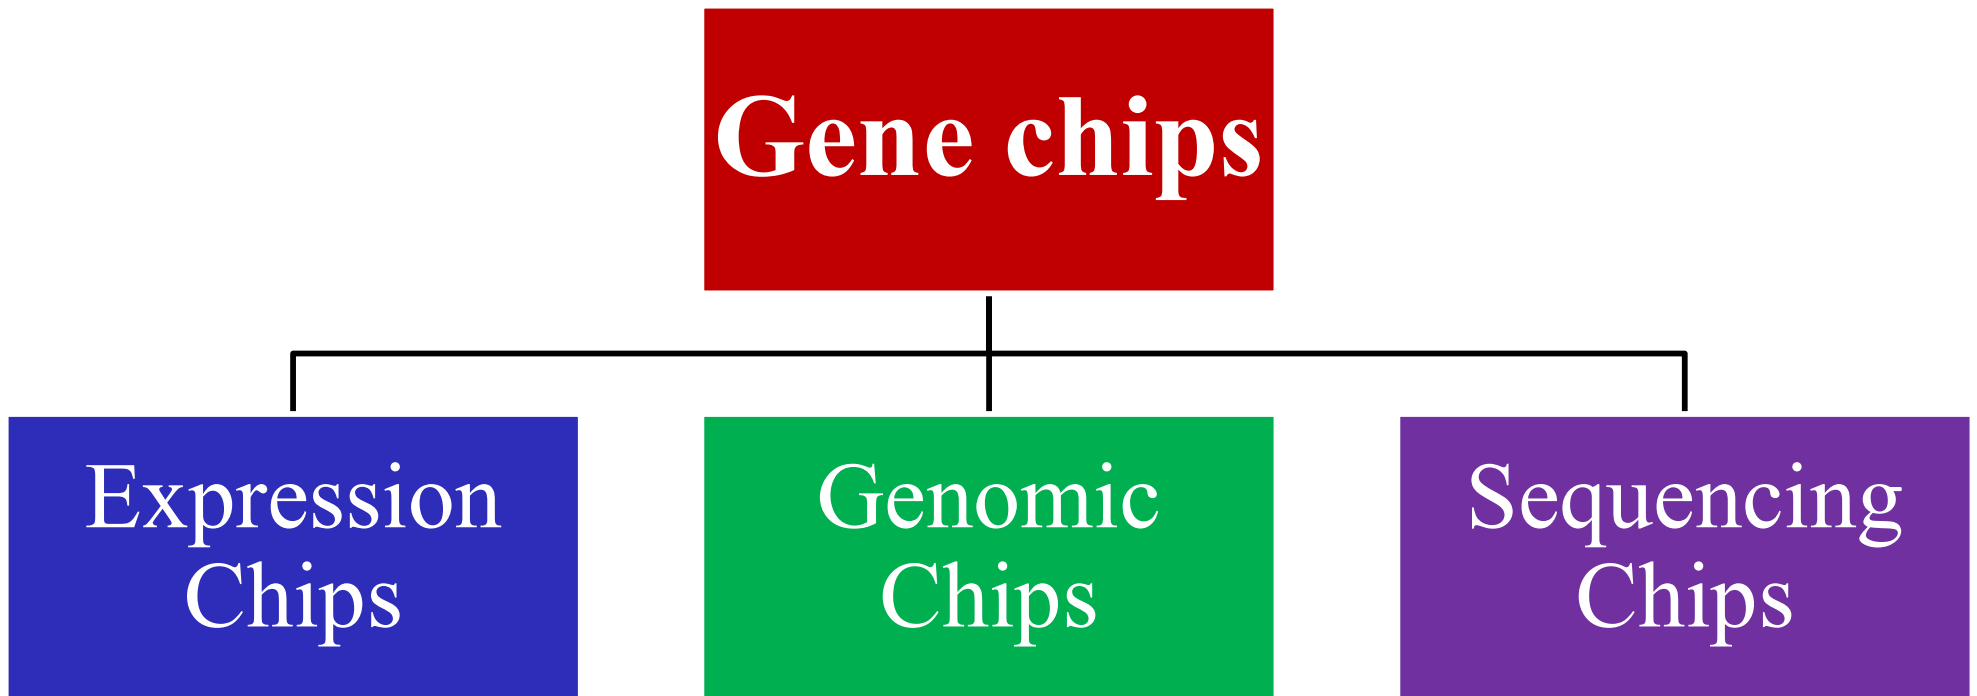 Gene chips
Expression
Chips
Genomic
Chips
Sequencing
Chips